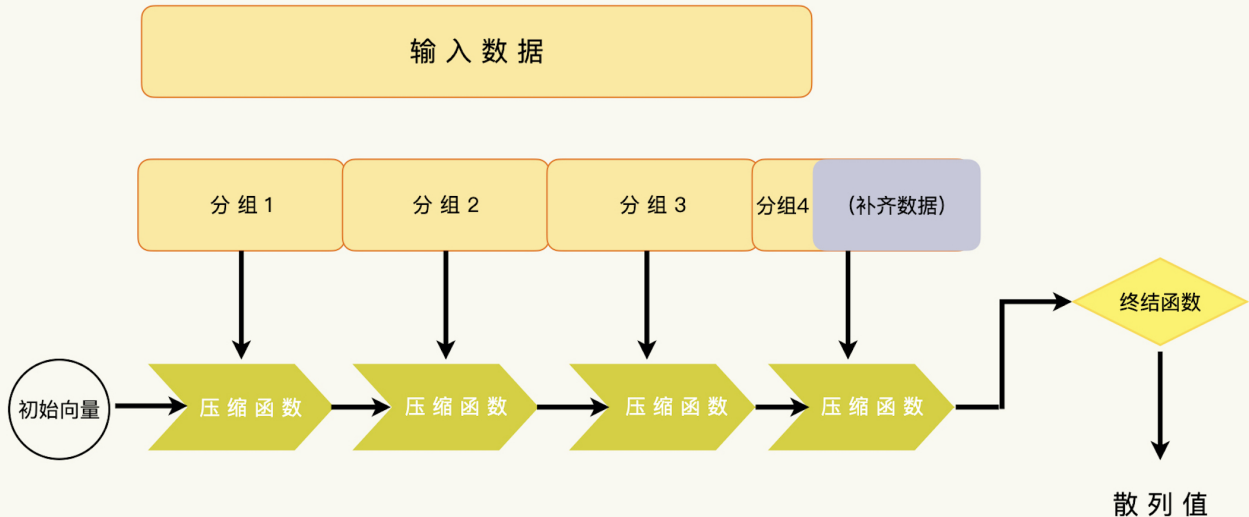 输入数据
分组1
分组2
分组3
分组4
(补齐数据)
终结函数
初始向量
压缩函数
压缩函数
压缩函数
压缩函数
散列值